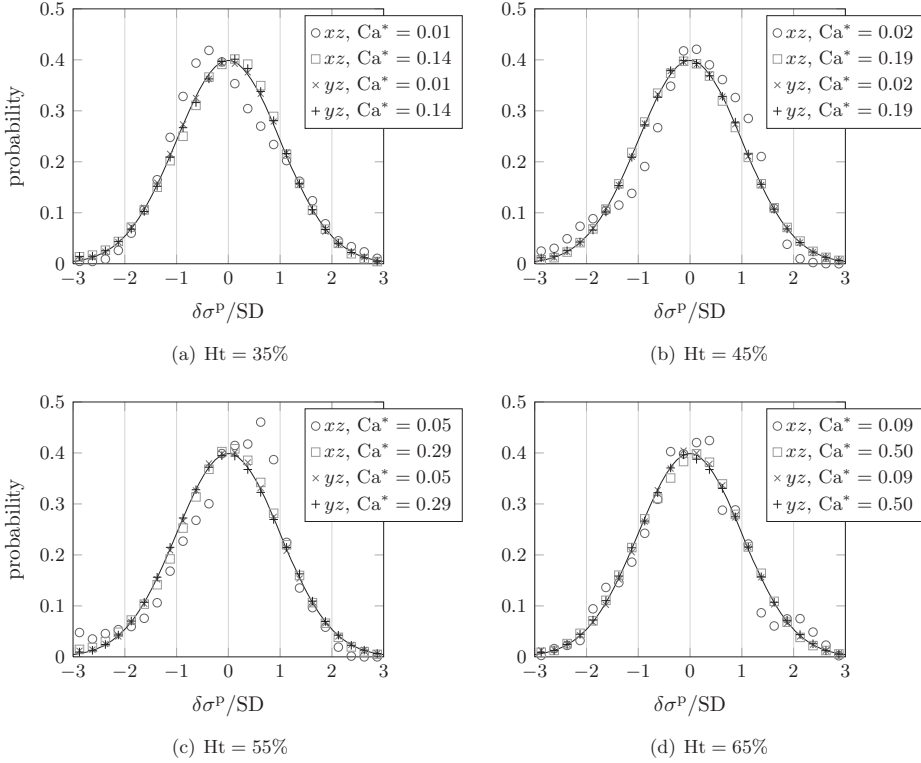 0.5
0.4
0.3
0.2
0.1
0
probability
−3 −2 −1 0 1 2 3
δσᵖ/SD
xz, Ca* = 0.01
xz, Ca* = 0.14
yz, Ca* = 0.01
yz, Ca* = 0.14
(a) Ht = 35%
0.5
0.4
0.3
0.2
0.1
0
−3 −2 −1 0 1 2 3
δσᵖ/SD
xz, Ca* = 0.02
xz, Ca* = 0.19
yz, Ca* = 0.02
yz, Ca* = 0.19
(b) Ht = 45%
0.5
0.4
0.3
0.2
0.1
0
probability
−3 −2 −1 0 1 2 3
δσᵖ/SD
xz, Ca* = 0.05
xz, Ca* = 0.29
yz, Ca* = 0.05
yz, Ca* = 0.29
(c) Ht = 55%
0.5
0.4
0.3
0.2
0.1
0
−3 −2 −1 0 1 2 3
δσᵖ/SD
xz, Ca* = 0.09
xz, Ca* = 0.50
yz, Ca* = 0.09
yz, Ca* = 0.50
(d) Ht = 65%